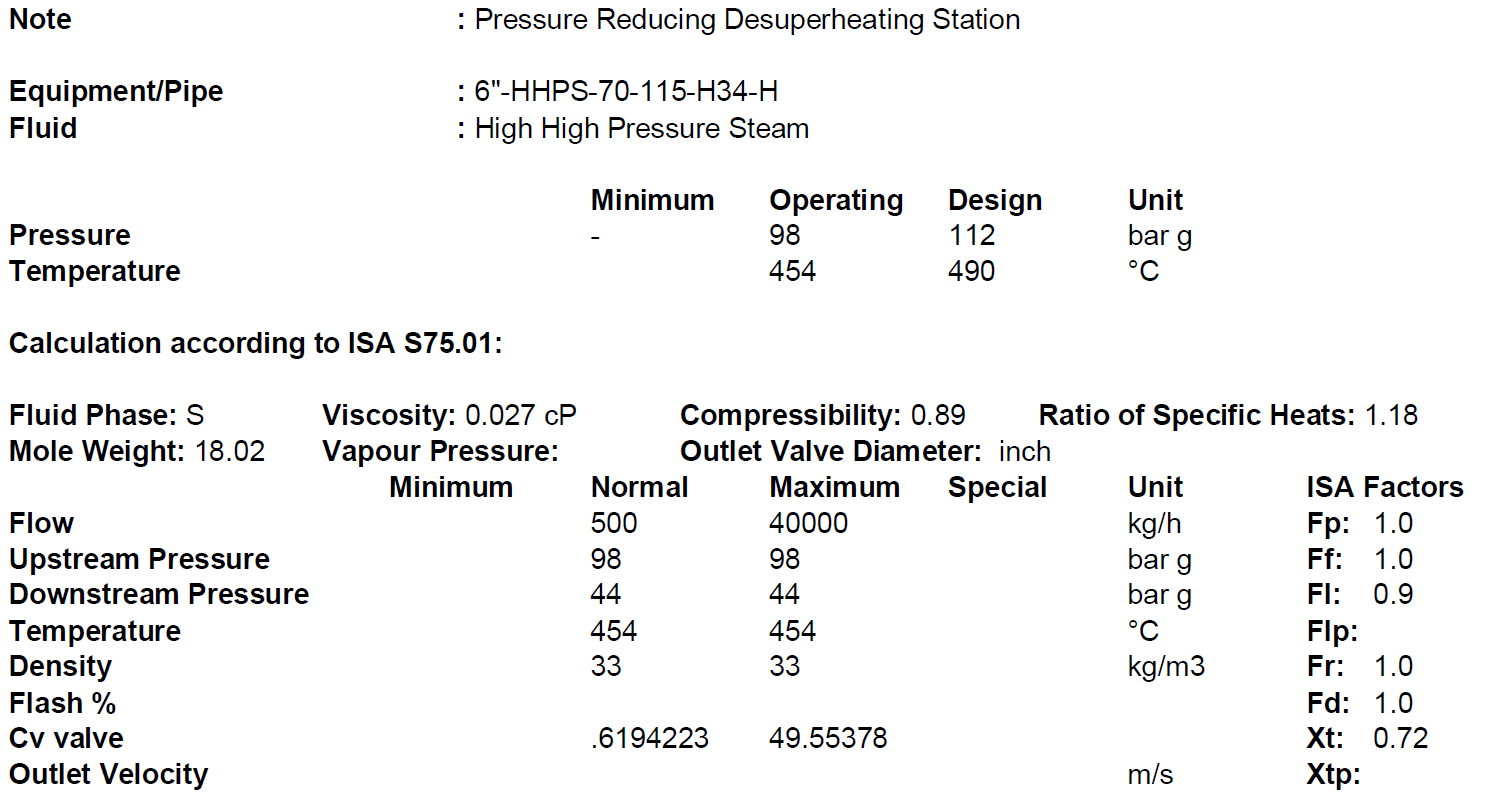 Note : Pressure Reducing Desuperheating Station
Equipment/Pipe : 6"-HHPS-70-115-H34-H
Fluid : High High Pressure Steam
Minimum Operating Design Unit
Pressure - 98 112 bar g
Temperature 454 490 °C
Calculation according to ISA S75.01:
Fluid Phase: S Viscosity: 0.027 cP Compressibility: 0.89 Ratio of Specific Heats: 1.18
Mole Weight: 18.02 Vapour Pressure: Outlet Valve Diameter: inch
Minimum Normal Maximum Special Unit ISA Factors
Flow 500 40000 kg/h Fp: 1.0
Upstream Pressure 98 98 bar g Ff: 1.0
Downstream Pressure 44 44 bar g Fl: 0.9
Temperature 454 454 °C Flp:
Density 33 33 kg/m3 Fr: 1.0
Flash % Fd: 1.0
Cv valve .6194223 49.55378 Xt: 0.72
Outlet Velocity m/s Xtp: